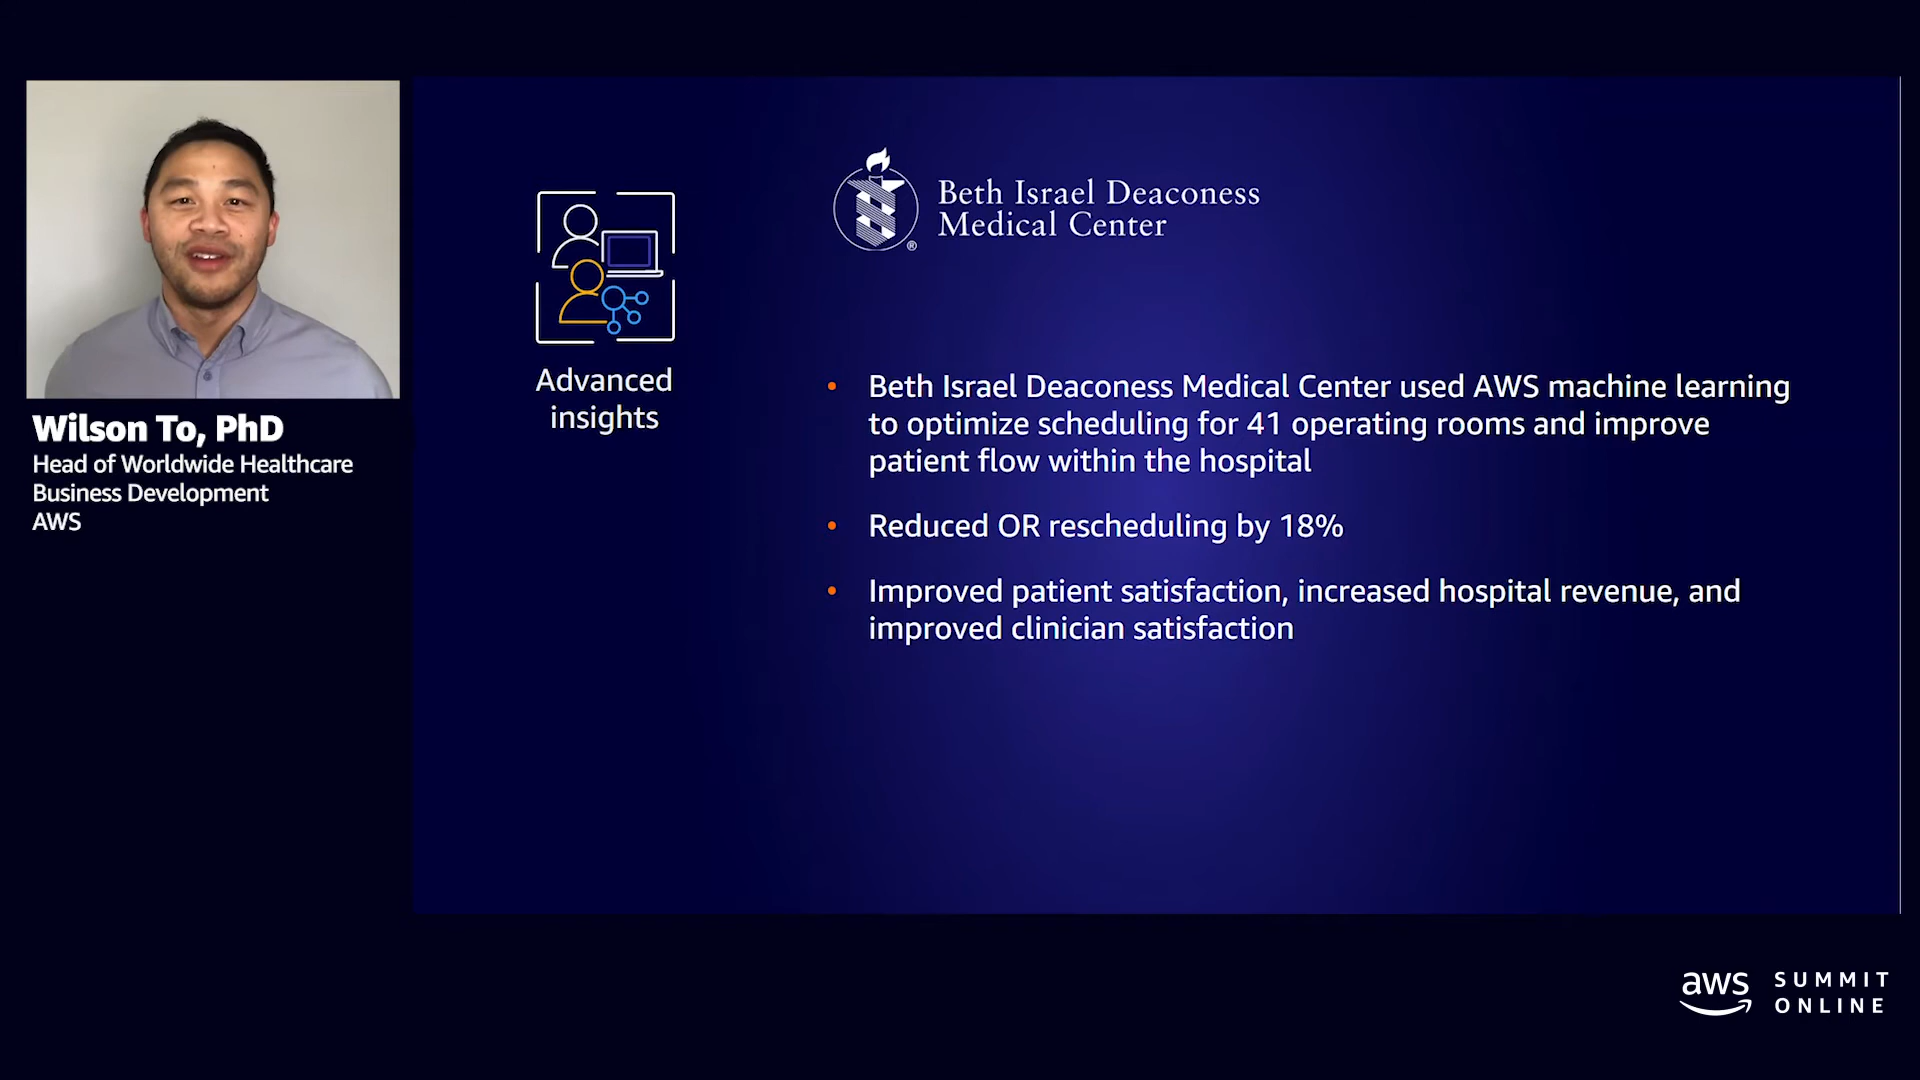 Wilson To, PhD
Head of Worldwide Healthcare
Business Development
AWS
Advanced
insights
Beth Israel Deaconess
Medical Center
®
• Beth Israel Deaconess Medical Center used AWS machine learning
to optimize scheduling for 41 operating rooms and improve
patient flow within the hospital
• Reduced OR rescheduling by 18%
• Improved patient satisfaction, increased hospital revenue, and
improved clinician satisfaction
aws SUMMIT
ONLINE